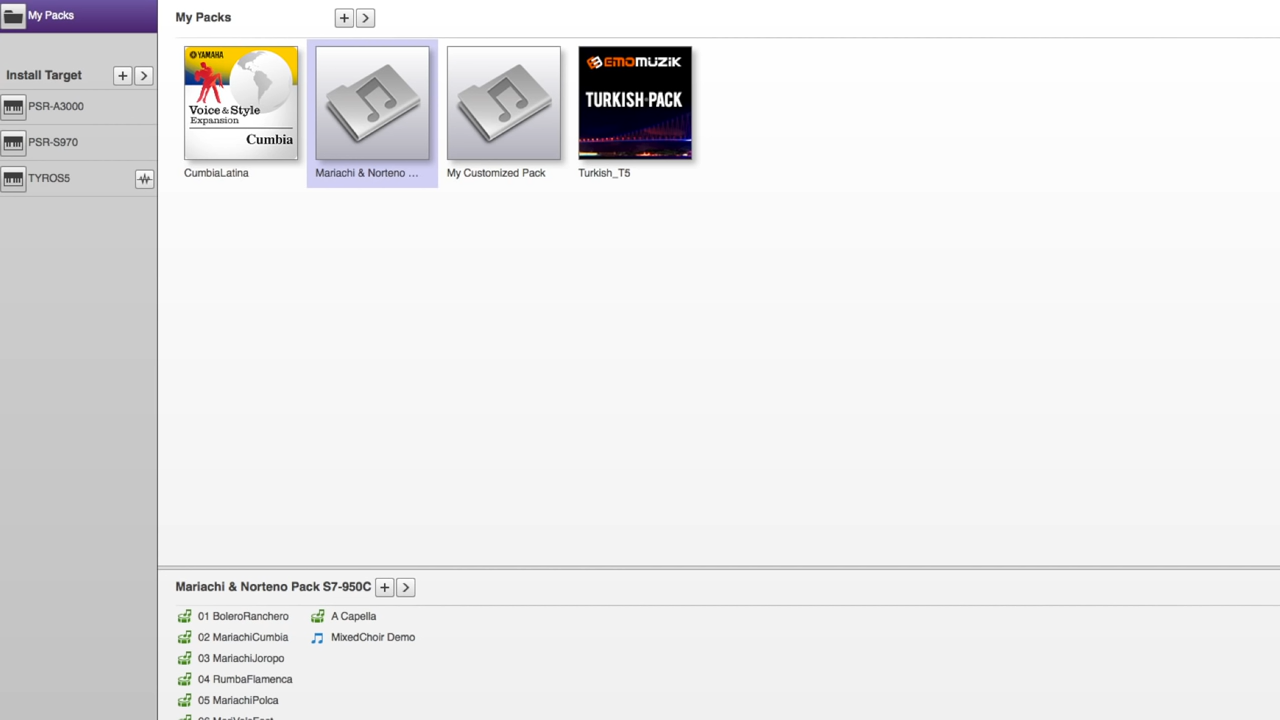 My Packs
Install Target
PSR-A3000
PSR-S970
TYROS5
My Packs
YAMAHA
Voice & Style
Expansion
Cumbia
CumbiaLatina
Mariachi & Norteno ...
My Customized Pack
EMOMUZIK
TURKISH PACK
Turkish_T5
Mariachi & Norteno Pack S7-950C
01 BoleroRanchero
02 MariachiCumbia
03 MariachiJoropo
04 RumbaFlamenca
05 MariachiPolca
A Capella
MixedChoir Demo